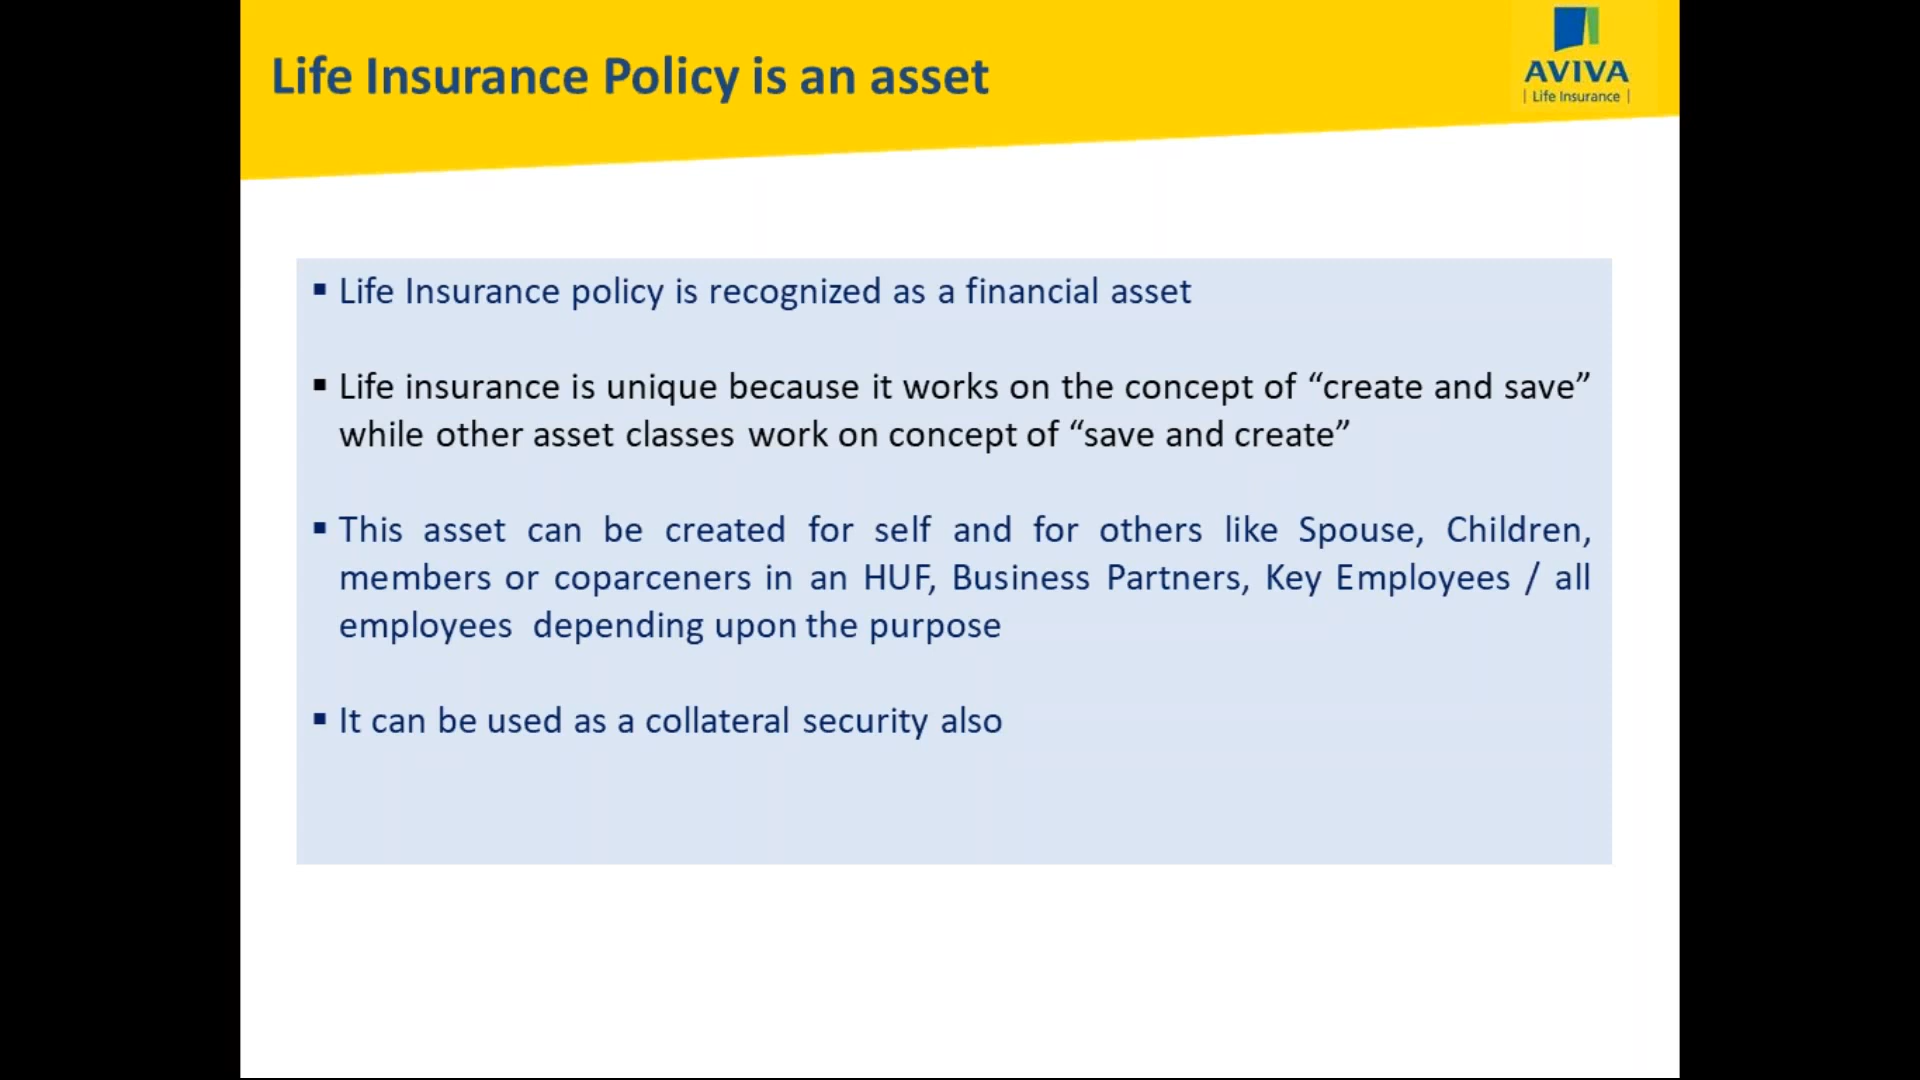 Life Insurance Policy is an asset
AVIVA
| Life Insurance |
▪ Life Insurance policy is recognized as a financial asset
▪ Life insurance is unique because it works on the concept of “create and save”
while other asset classes work on concept of “save and create”
▪ This asset can be created for self and for others like Spouse, Children,
members or coparceners in an HUF, Business Partners, Key Employees / all
employees depending upon the purpose
▪ It can be used as a collateral security also